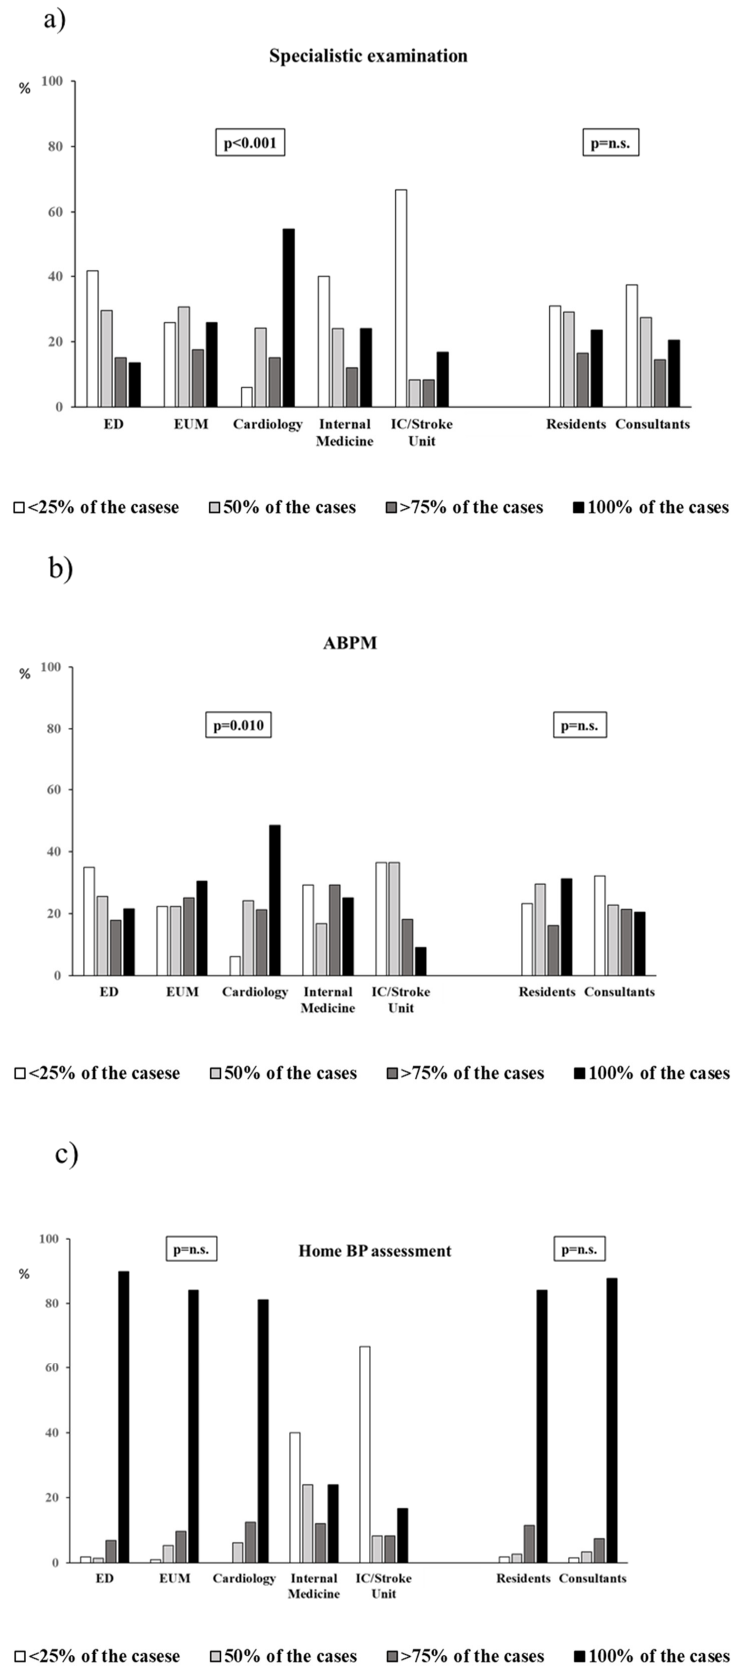 a)
Specialistic examination
%
100
80
60
40
20
0
p<0.001
p=n.s.
ED EUM Cardiology Internal Medicine IC/Stroke Unit Residents Consultants
<25% of the casese 50% of the cases >75% of the cases 100% of the cases
b)
ABPM
%
100
80
60
40
20
0
p=0.010
p=n.s.
ED EUM Cardiology Internal Medicine IC/Stroke Unit Residents Consultants
<25% of the casese 50% of the cases >75% of the cases 100% of the cases
c)
Home BP assessment
%
100
80
60
40
20
0
p=n.s.
p=n.s.
ED EUM Cardiology Internal Medicine IC/Stroke Unit Residents Consultants
<25% of the casese 50% of the cases >75% of the cases 100% of the cases